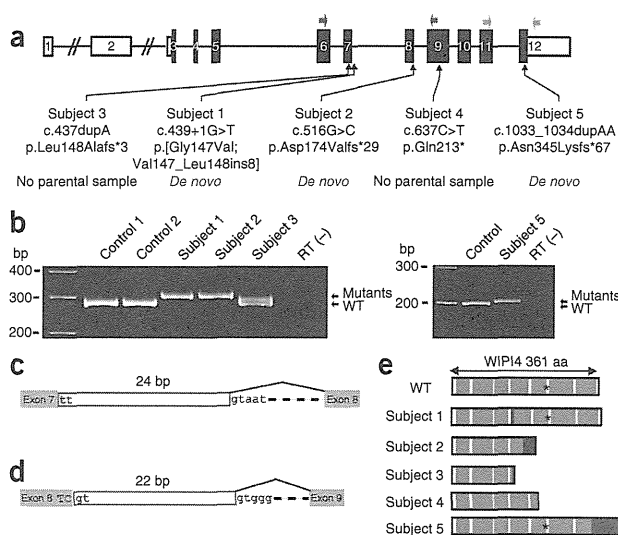 a
1 2 3 4 5 6 7 8 9 10 11 12
Subject 3
c.437dupA
p.Leu148Alafs*3
No parental sample
Subject 1
c.439+1G>T
p.[Gly147Val;
Val147_Leu148ins8]
De novo
Subject 2
c.516G>C
p.Asp174Valfs*29
De novo
Subject 4
c.637C>T
p.Gln213*
No parental sample
Subject 5
c.1033_1034dupAA
p.Asn345Lysfs*67
De novo
b
bp
400
300
200
Control 1
Control 2
Subject 1
Subject 2
Subject 3
RT (–)
Mutants
WT
bp
300
200
Control
Subject 5
RT (–)
Mutants
WT
c
24 bp
Exon 7 tt gtaat Exon 8
d
22 bp
Exon 8 TC gt gtggg Exon 9
e
WIPI4 361 aa
WT *
Subject 1 *
Subject 2
Subject 3
Subject 4
Subject 5 *